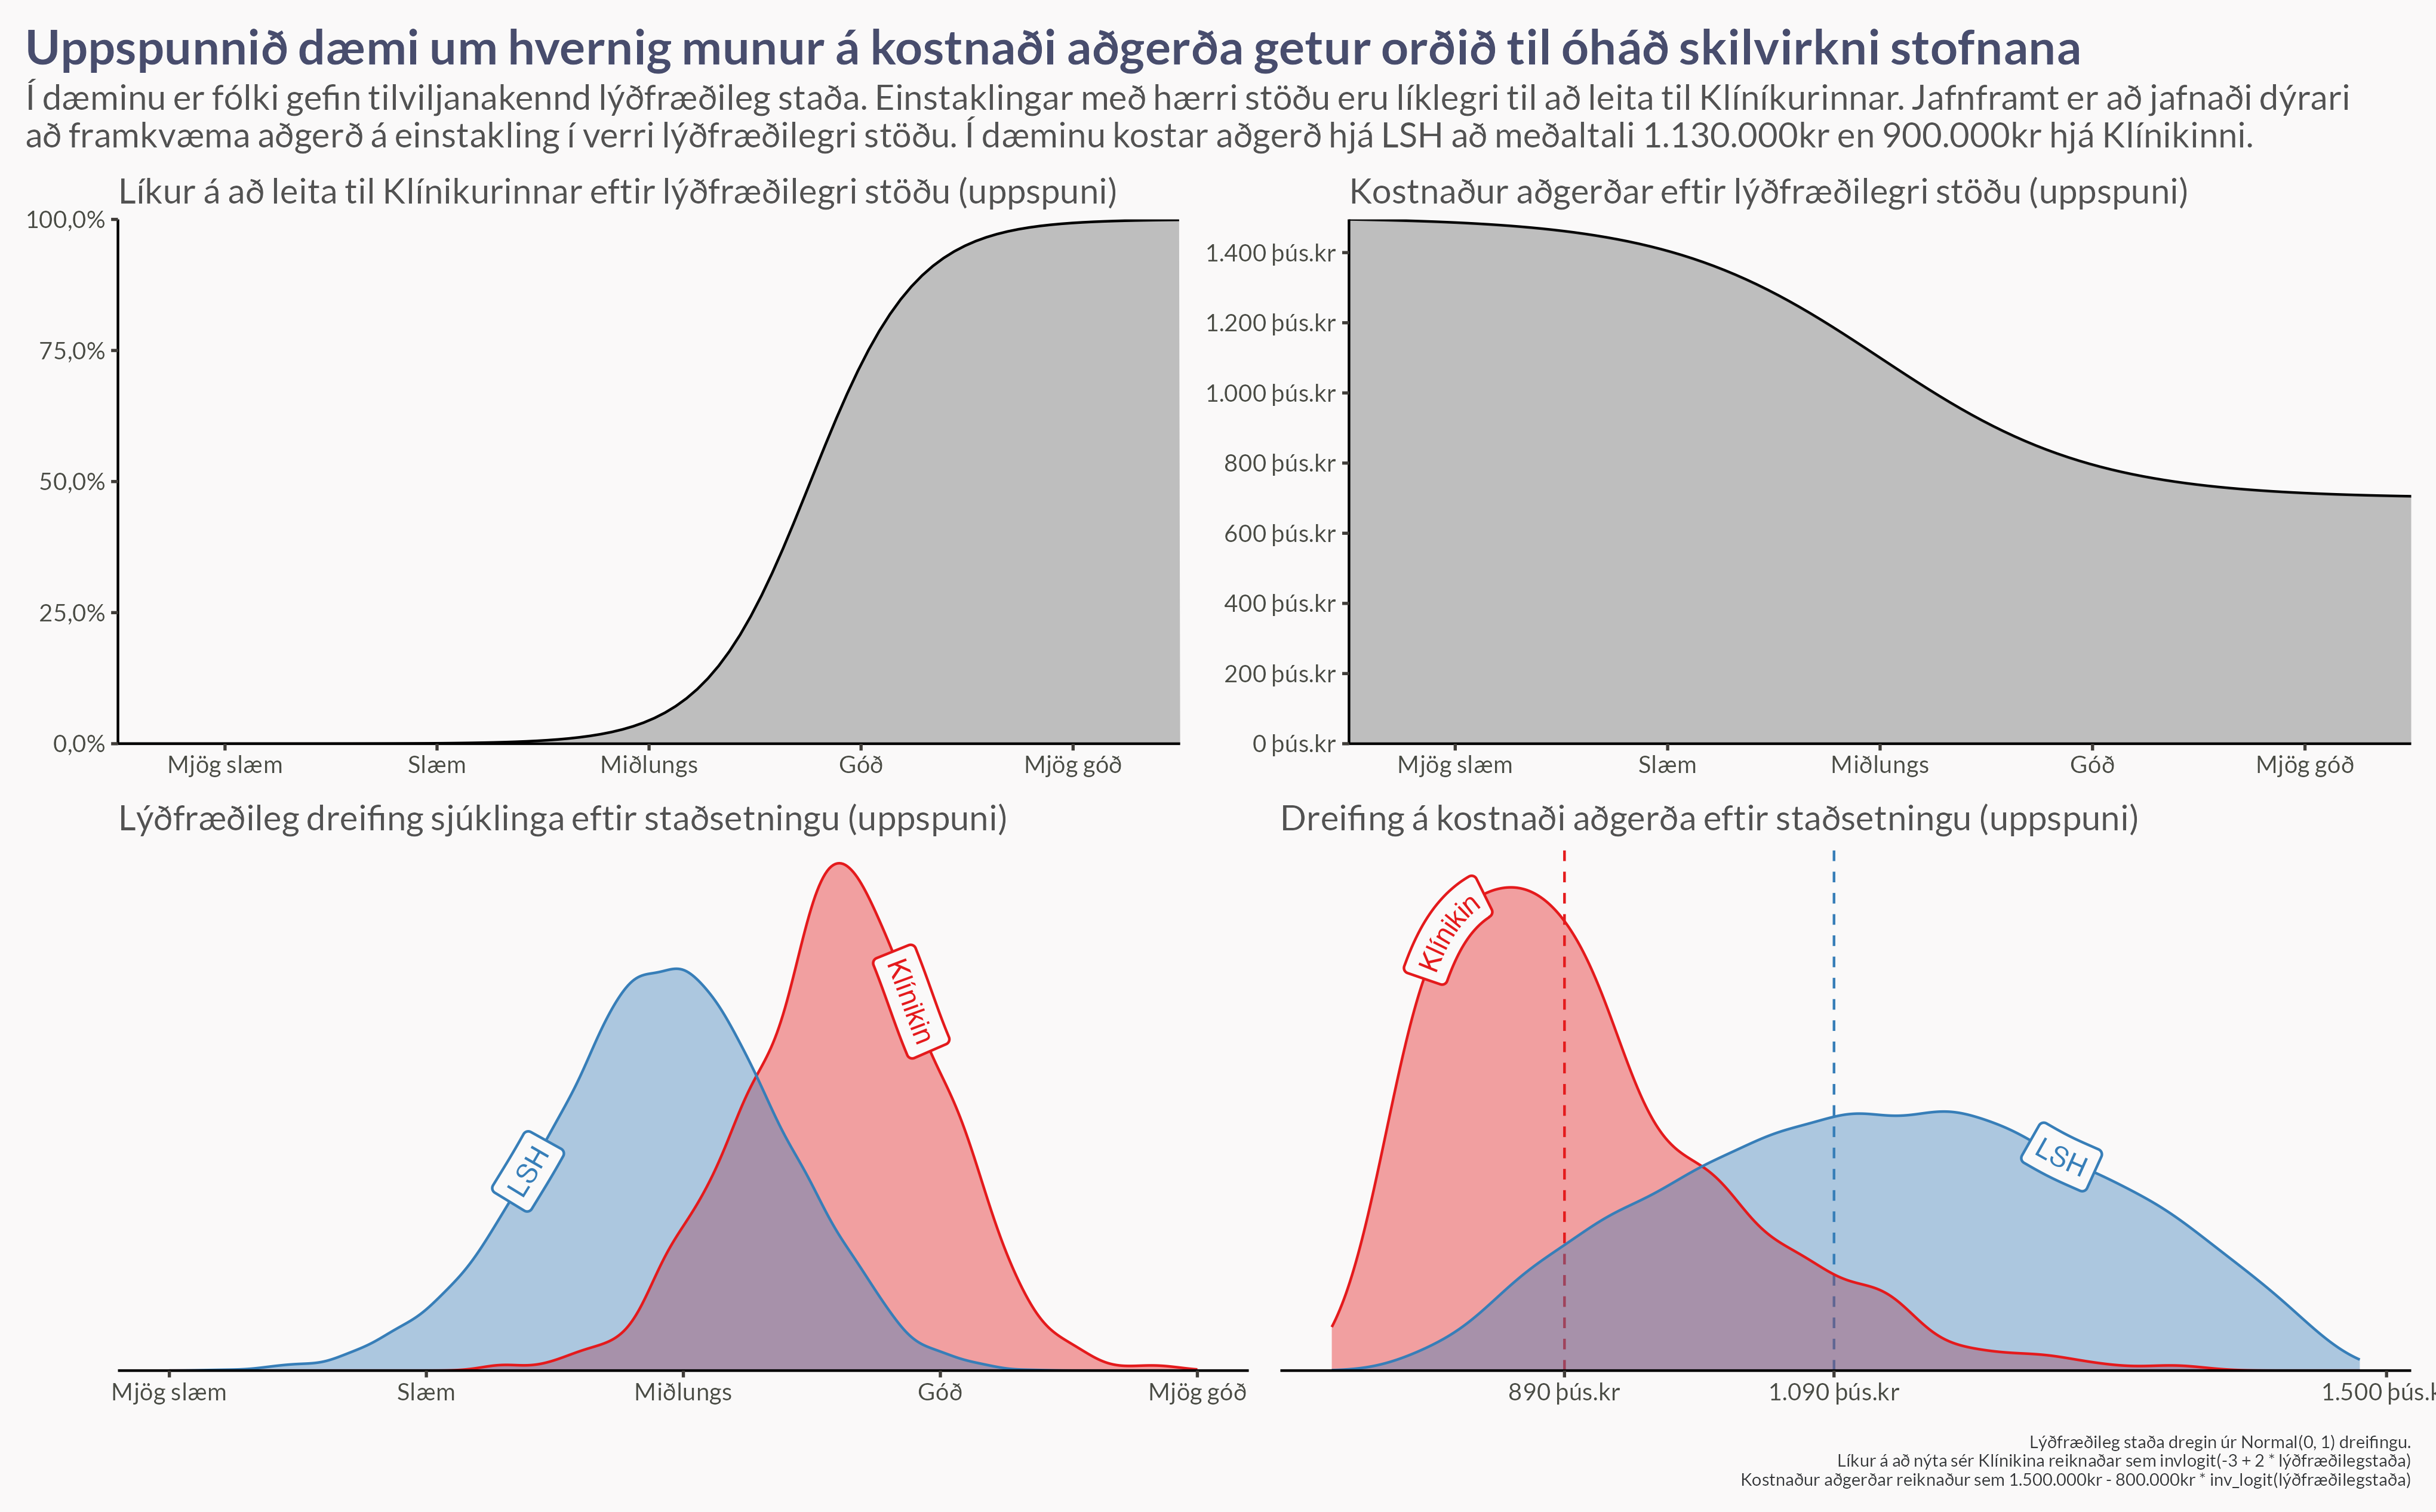 Uppspunnið dæmi um hvernig munur á kostnaði aðgerða getur orðið til óháð skilvirkni stofnana
Í dæminu er fólki gefin tilviljanakennd lýðfræðileg staða. Einstaklingar með hærri stöðu eru líklegri til að leita til Klíníkurinnar. Jafnframt er að jafnaði dýrari
að framkvæma aðgerð á einstakling í verri lýðfræðilegri stöðu. Í dæminu kostar aðgerð hjá LSH að meðaltali 1.130.000kr en 900.000kr hjá Klínikinni.
Líkur á að leita til Klínikurinnar eftir lýðfræðilegri stöðu (uppspuni)
100,0%
75,0%
50,0%
25,0%
0,0%
Mjög slæm
Slæm
Miðlungs
Góð
Mjög góð
Kostnaður aðgerðar eftir lýðfræðilegri stöðu (uppspuni)
1.400 þús.kr
1.200 þús.kr
1.000 þús.kr
800 þús.kr
600 þús.kr
400 þús.kr
200 þús.kr
0 þús.kr
Mjög slæm
Slæm
Miðlungs
Góð
Mjög góð
Lýðfræðileg dreifing sjúklinga eftir staðsetningu (uppspuni)
LSH
Klínikin
Mjög slæm
Slæm
Miðlungs
Góð
Mjög góð
Dreifing á kostnaði aðgerða eftir staðsetningu (uppspuni)
Klínikin
LSH
890 þús.kr
1.090 þús.kr
1.500 þús.k
Lýðfræðileg staða dregin úr Normal(0, 1) dreifingu.
Líkur á að nýta sér Klínikina reiknaðar sem invlogit(-3 + 2 * lýðfræðilegstaða)
Kostnaður aðgerðar reiknaður sem 1.500.000kr - 800.000kr * inv_logit(lýðfræðilegstaða)